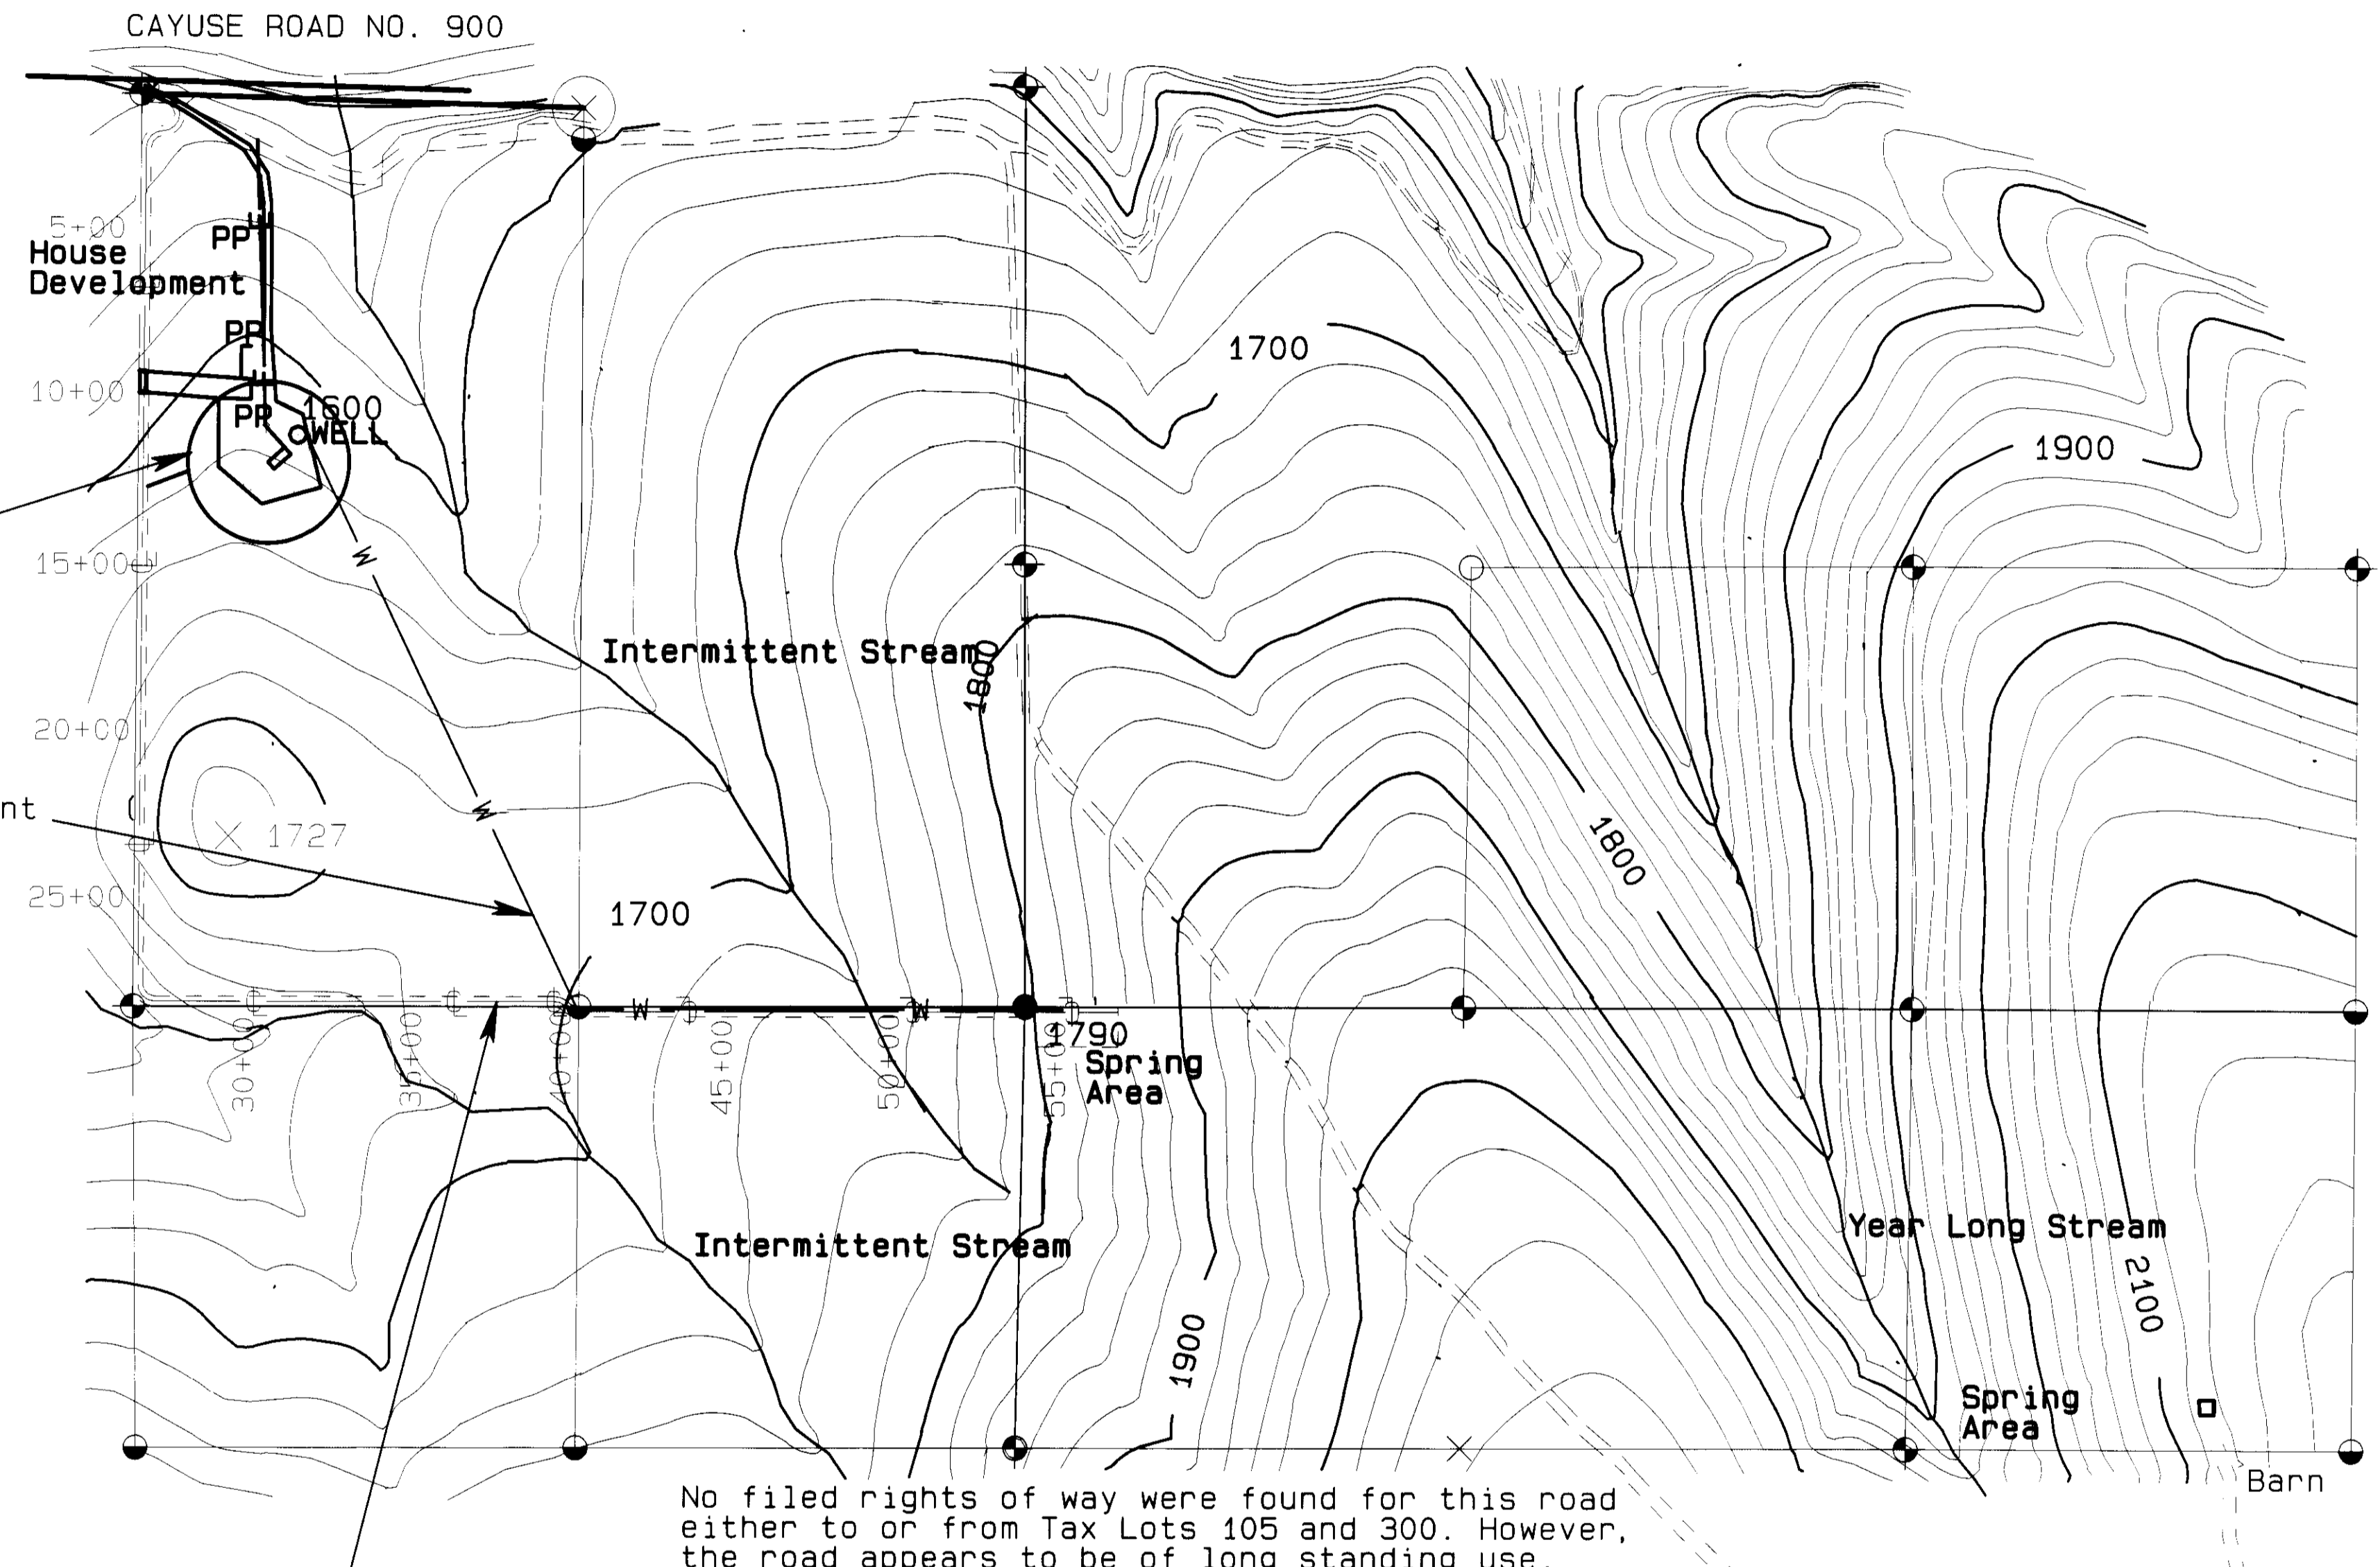 CAYUSE ROAD NO. 900
5+00
PP
House
Development
PP
1700
10+00
PP
1600
WELL
1900
W
15+00
Intermittent Stream
1800
20+00
nt
W
1727
1800
25+00
1700
W
W
1790
Spring
Area
30+00
35+00
40+00
45+00
50+00
55+00
Year Long Stream
Intermittent Stream
2100
1900
Spring
Area
Barn
No filed rights of way were found for this road
either to or from Tax Lots 105 and 300. However,
the road appears to be of long standing use.